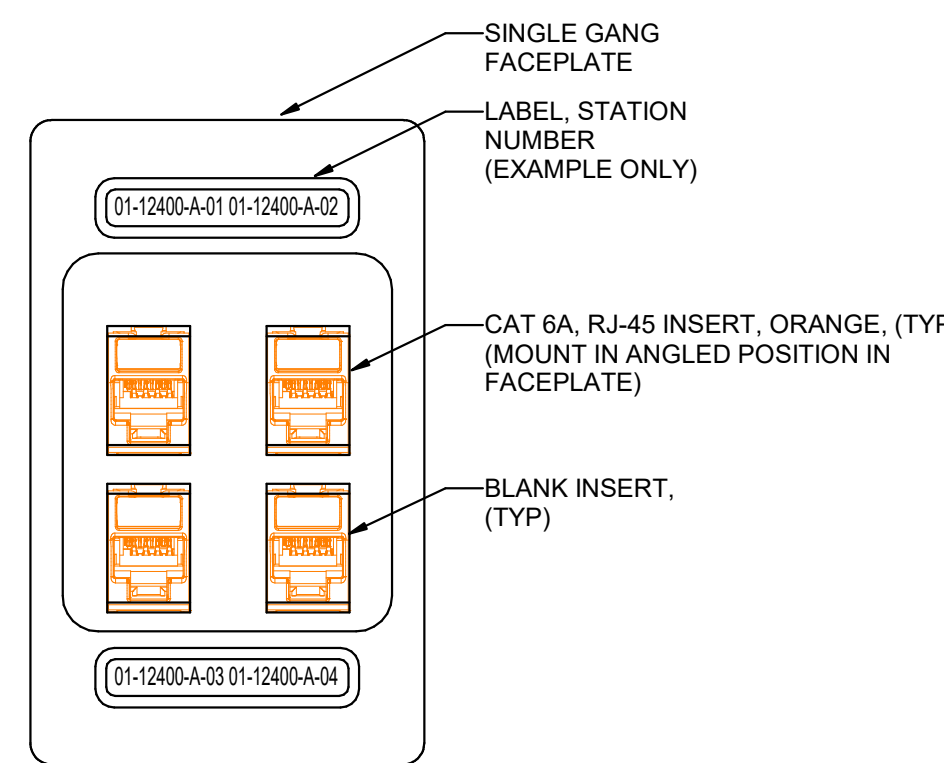 SINGLE GANG
FACEPLATE
LABEL, STATION
NUMBER
(EXAMPLE ONLY)
01-12400-A-01 01-12400-A-02
CAT 6A, RJ-45 INSERT, ORANGE, (TYP
(MOUNT IN ANGLED POSITION IN
FACEPLATE)
BLANK INSERT,
(TYP)
01-12400-A-03 01-12400-A-04